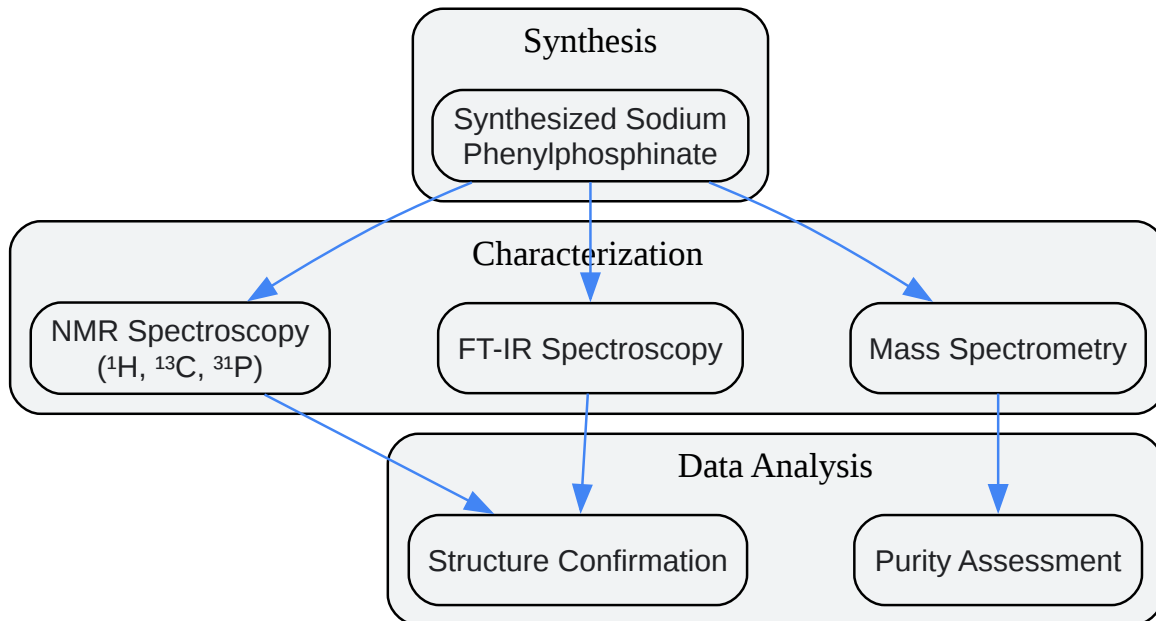 Synthesis
Synthesized Sodium
Phenylphosphinate
Characterization
NMR Spectroscopy
(¹H, ¹³C, ³¹P)
FT-IR Spectroscopy
Mass Spectrometry
Data Analysis
Structure Confirmation
Purity Assessment